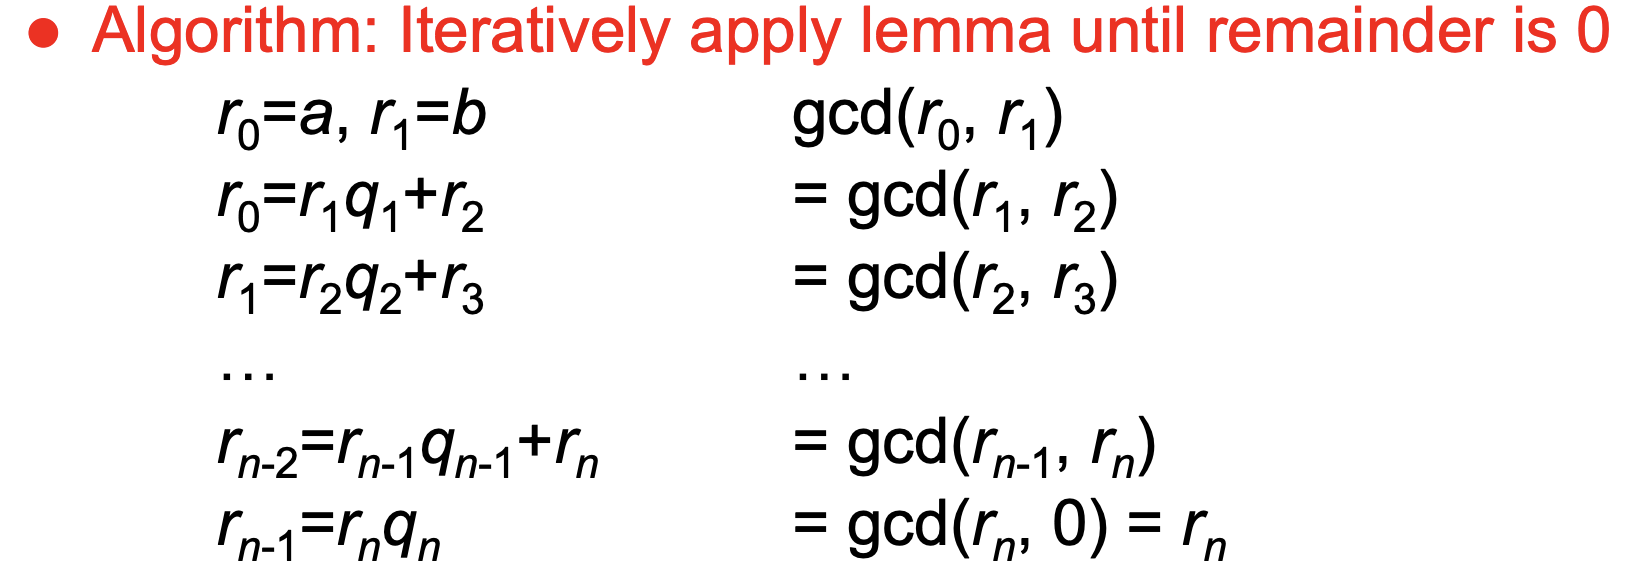 ● Algorithm: Iteratively apply lemma until remainder is 0
r₀=a, r₁=b gcd(r₀, r₁)
r₀=r₁q₁+r₂ = gcd(r₁, r₂)
r₁=r₂q₂+r₃ = gcd(r₂, r₃)
… …
rₙ₋₂=rₙ₋₁qₙ₋₁+rₙ = gcd(rₙ₋₁, rₙ)
rₙ₋₁=rₙqₙ = gcd(rₙ, 0) = rₙ